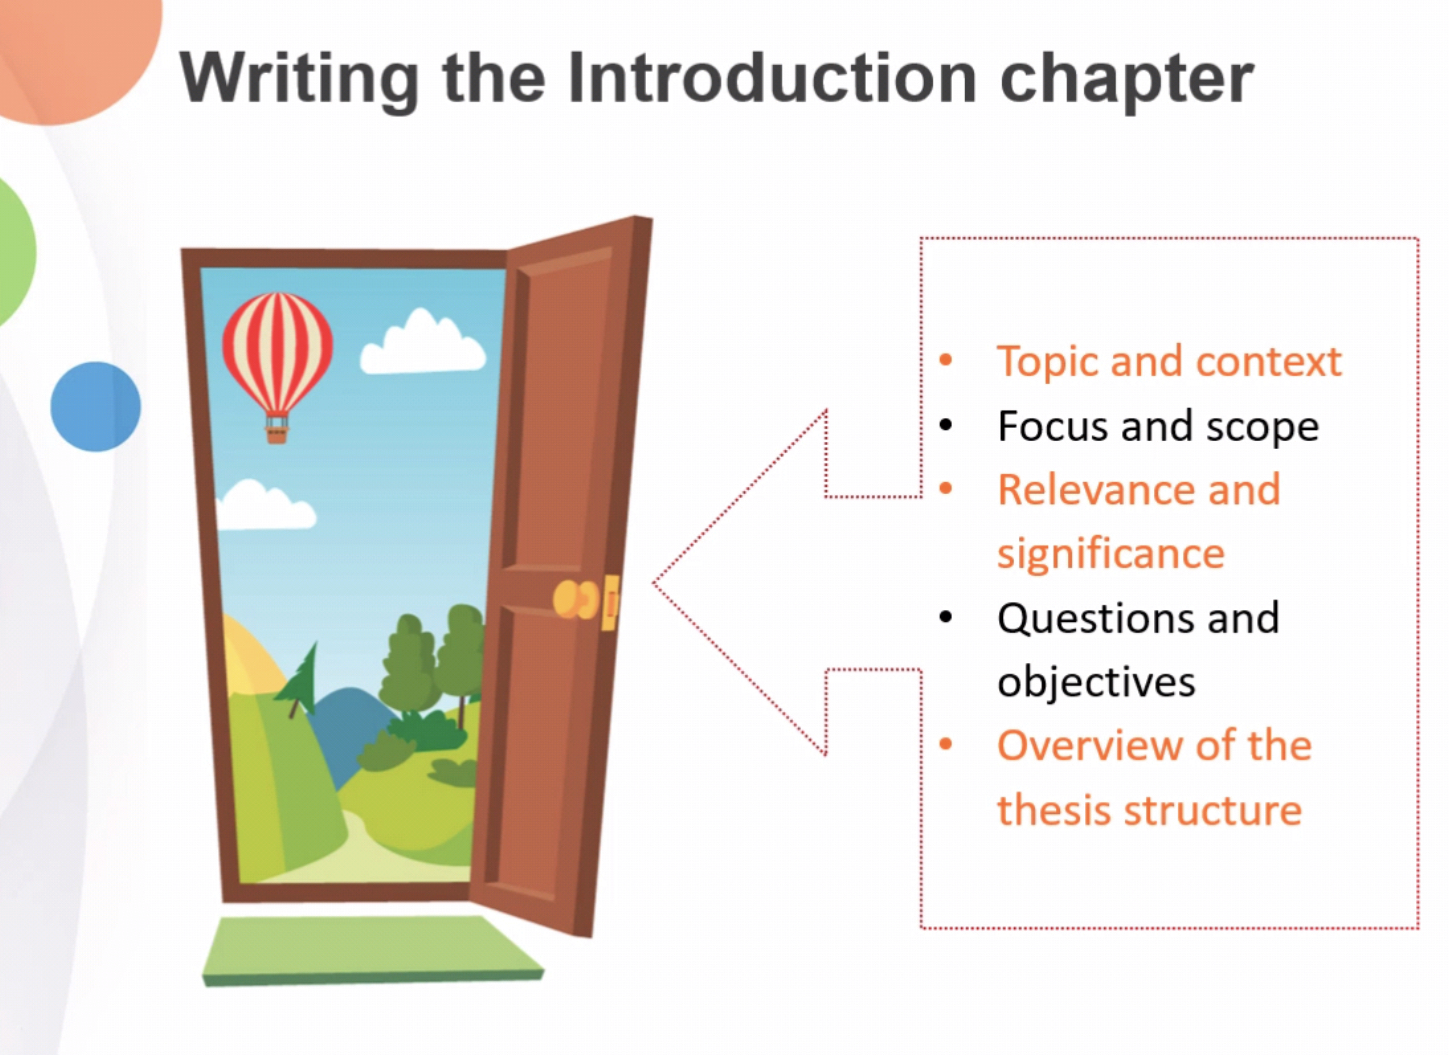 Writing the Introduction chapter
• Topic and context
• Focus and scope
• Relevance and
significance
• Questions and
objectives
• Overview of the
thesis structure